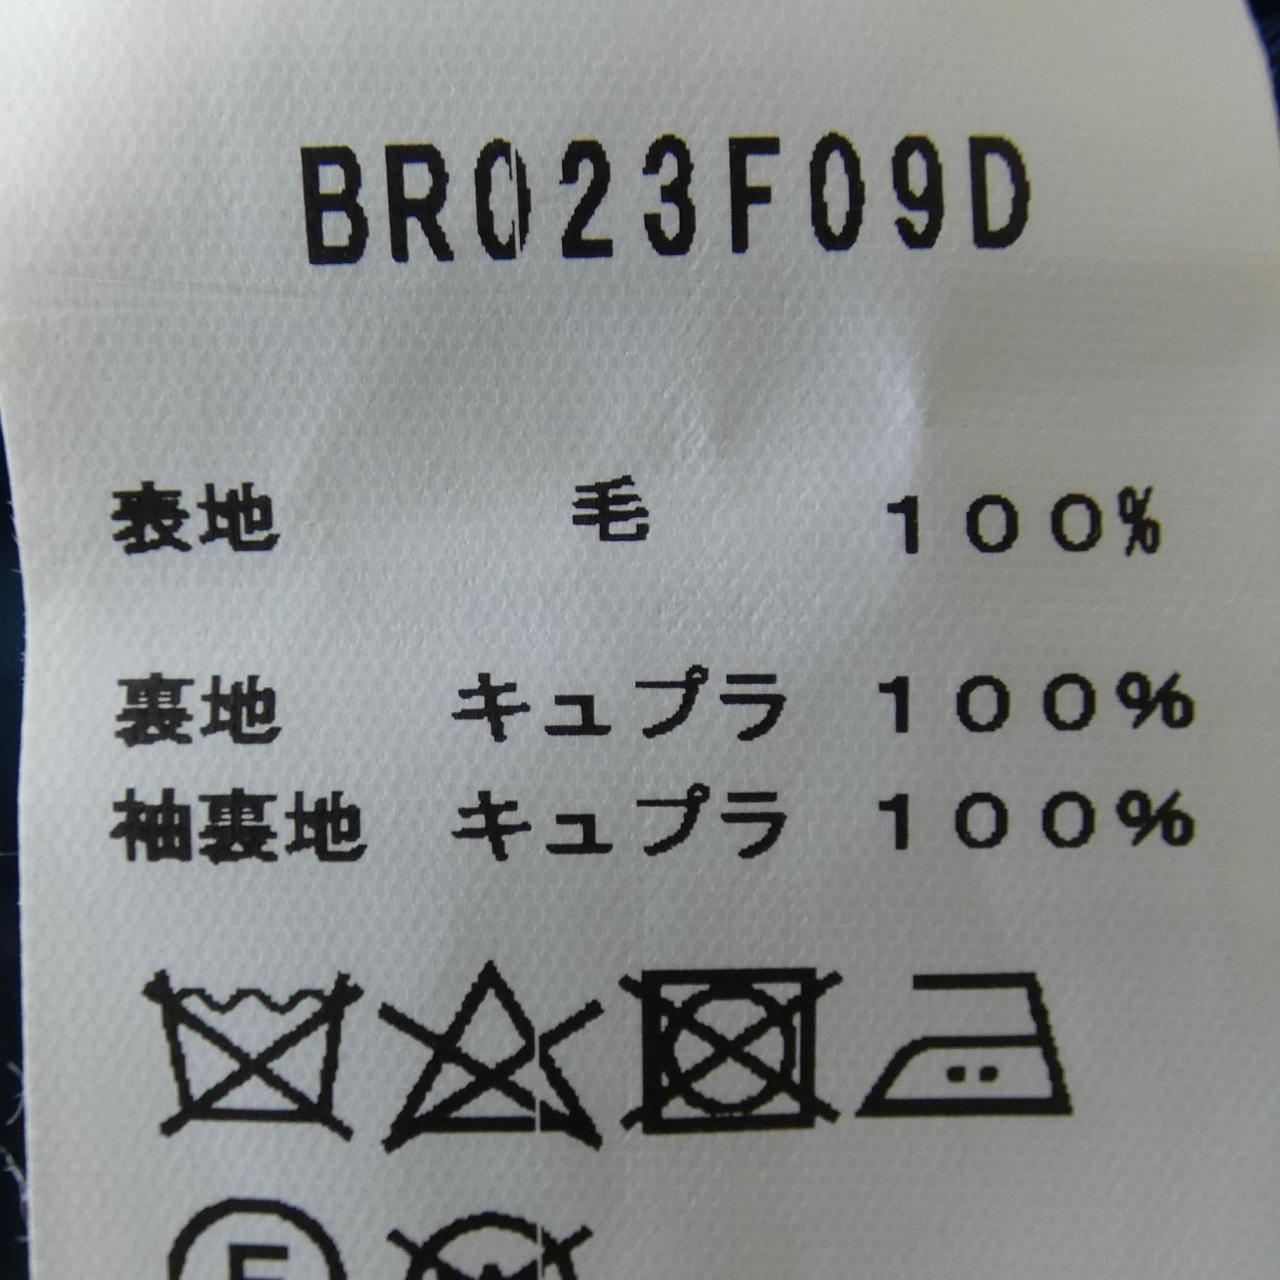 BR023F09D
表地 毛 100%
裏地 キュプラ 100%
袖裏地 キュプラ 100%